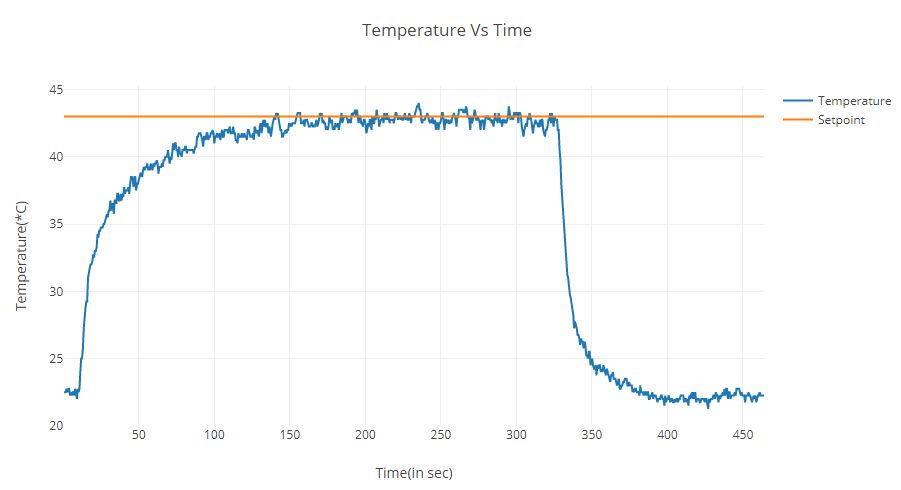 Temperature Vs Time
45
40
35
30
25
20
Temperature(*C)
50 100 150 200 250 300 350 400 450
Time(in sec)
Temperature
Setpoint